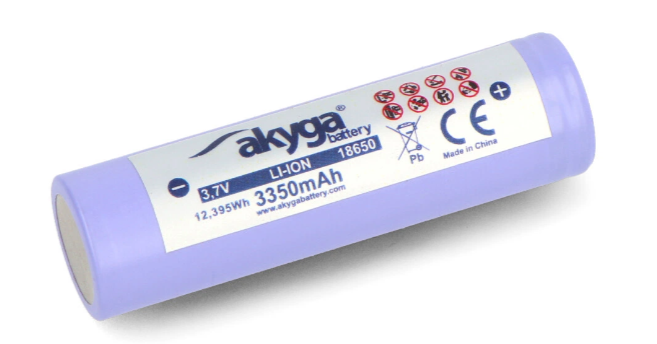 akyga®
battery
3.7V LI-ION 18650
12,395Wh 3350mAh
www.akygabattery.com
Pb
CE
Made in China